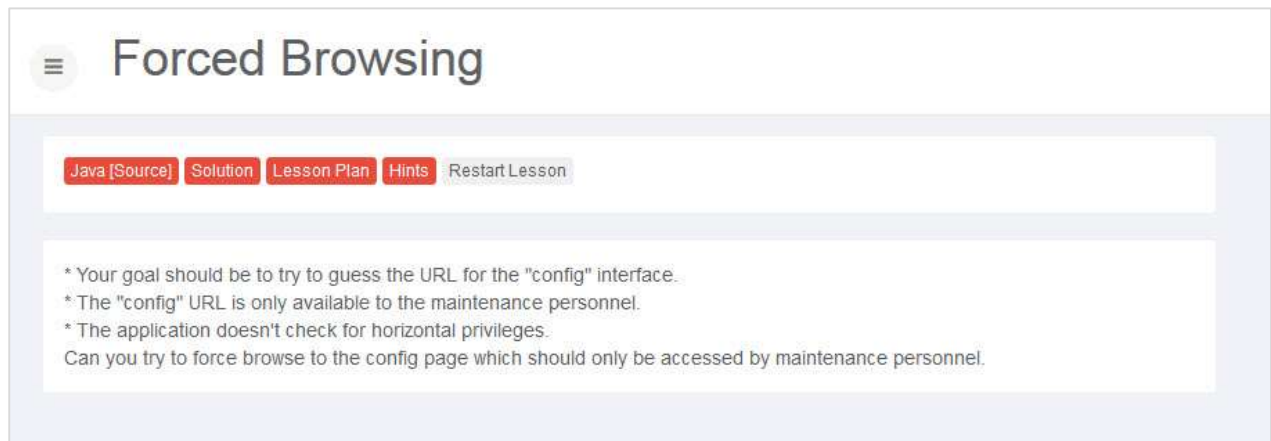 Forced Browsing
Java [Source] Solution Lesson Plan Hints Restart Lesson
* Your goal should be to try to guess the URL for the "config" interface.
* The "config" URL is only available to the maintenance personnel.
* The application doesn't check for horizontal privileges.
Can you try to force browse to the config page which should only be accessed by maintenance personnel.